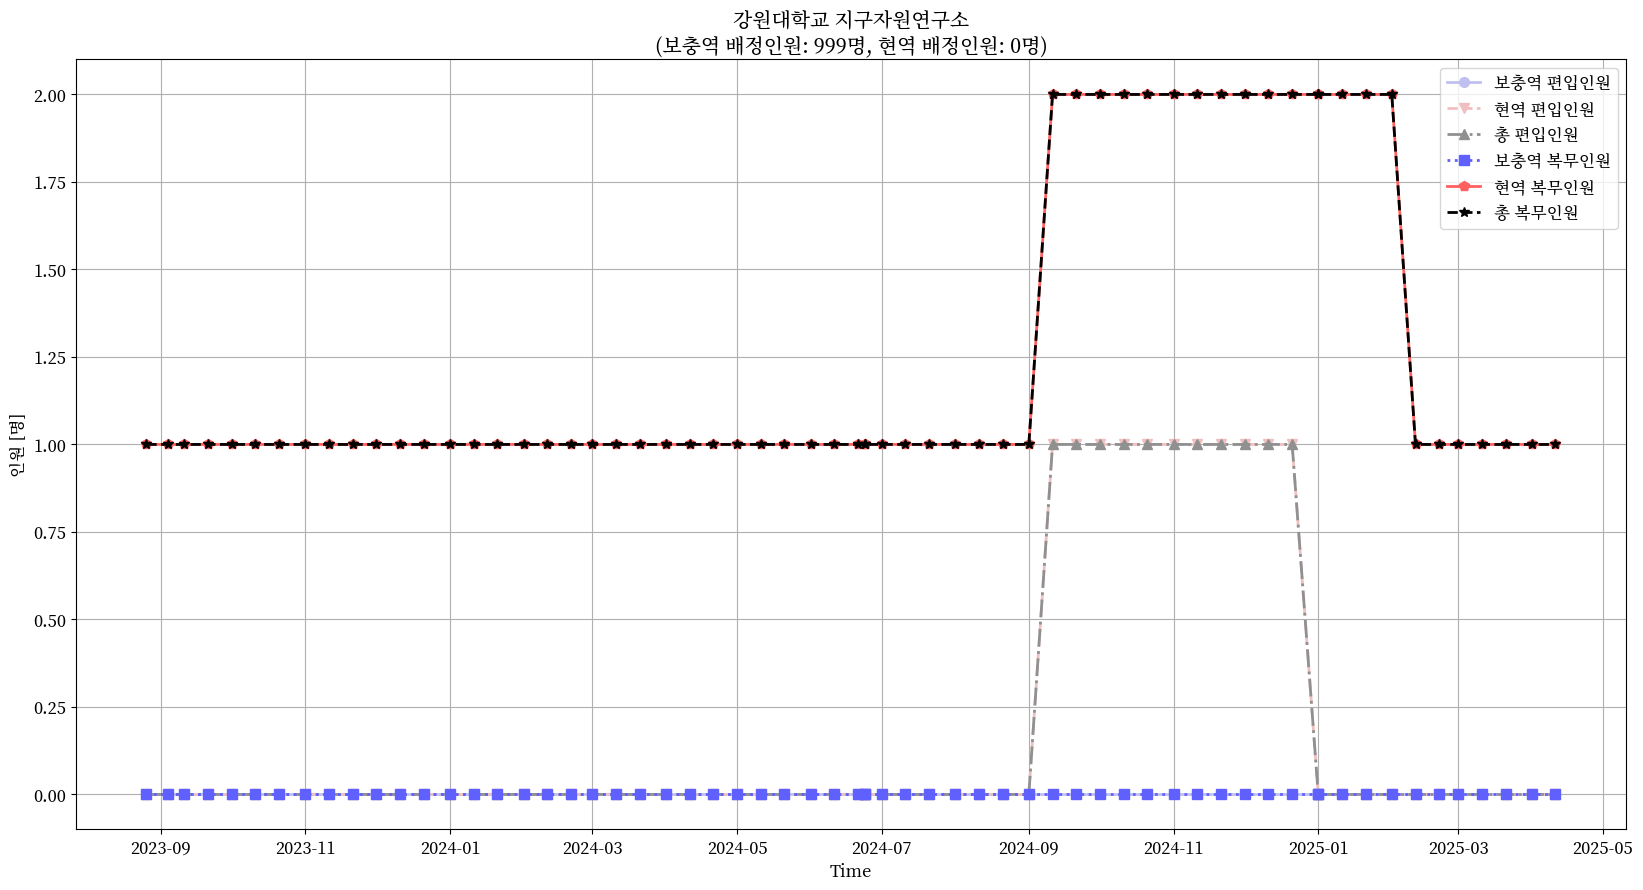 강원대학교 지구자원연구소
(보충역 배정인원: 999명, 현역 배정인원: 0명)
보충역 편입인원
현역 편입인원
총 편입인원
보충역 복무인원
현역 복무인원
총 복무인원
인원 [명]
2.00
1.75
1.50
1.25
1.00
0.75
0.50
0.25
0.00
2023-09 2023-11 2024-01 2024-03 2024-05 2024-07 2024-09 2024-11 2025-01 2025-03 2025-05
Time